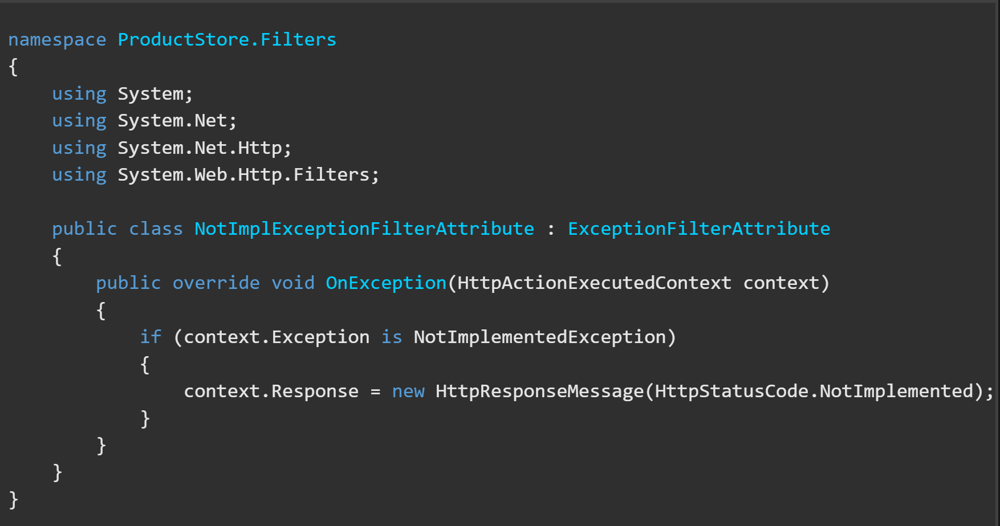 namespace ProductStore.Filters
{
    using System;
    using System.Net;
    using System.Net.Http;
    using System.Web.Http.Filters;

    public class NotImplExceptionFilterAttribute : ExceptionFilterAttribute
    {
        public override void OnException(HttpActionExecutedContext context)
        {
            if (context.Exception is NotImplementedException)
            {
                context.Response = new HttpResponseMessage(HttpStatusCode.NotImplemented);
            }
        }
    }
}